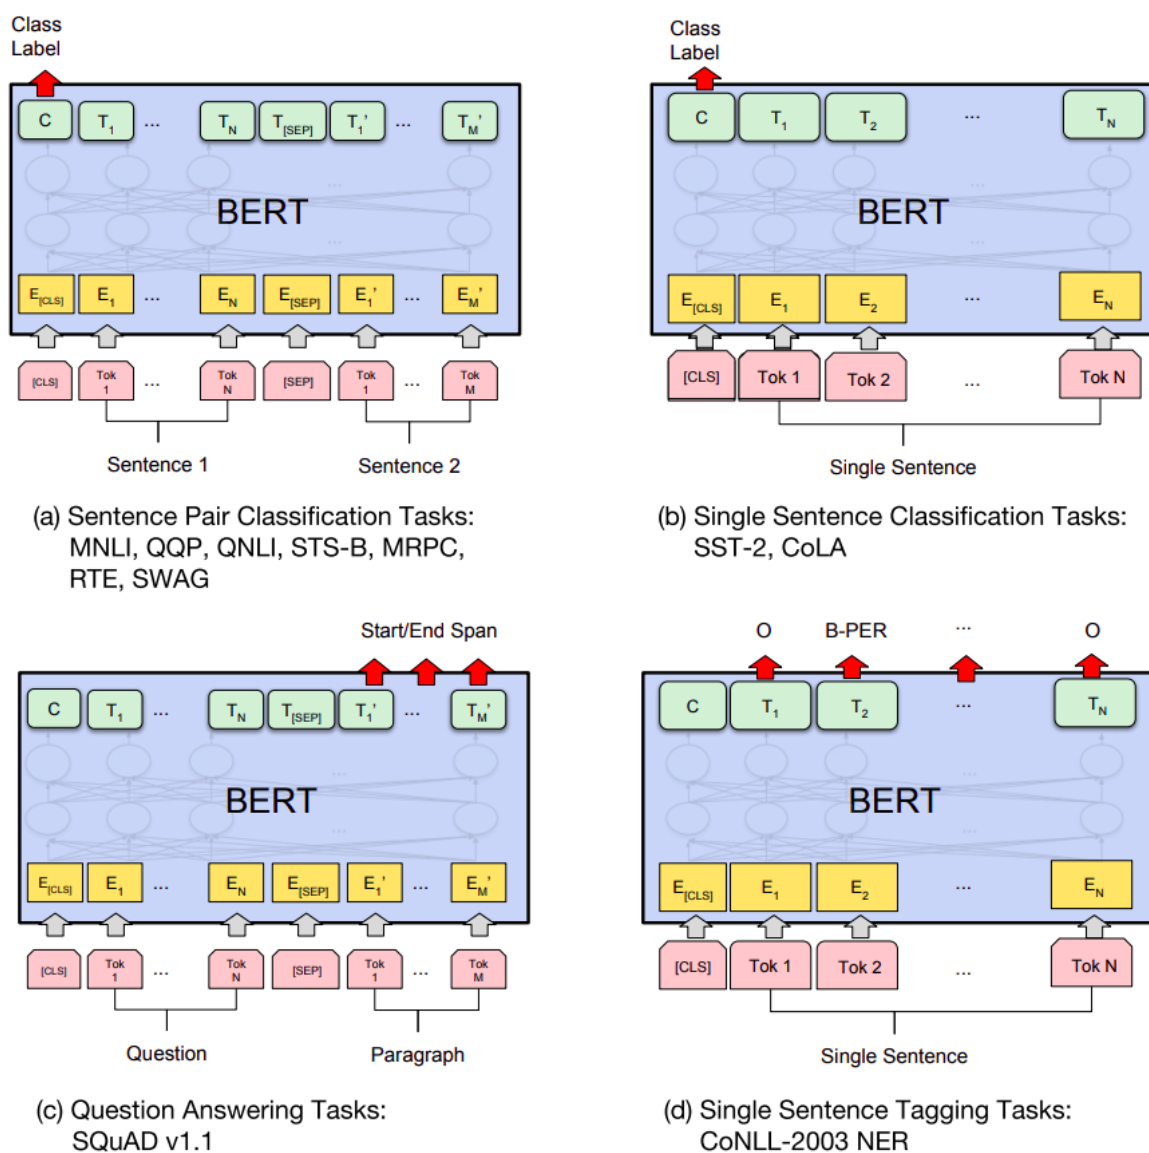 Class
Label
C T1 ... TN T[SEP] T1' ... TM'
...
BERT
...
E[CLS] E1 ... EN E[SEP] E1' ... EM'
[CLS] Tok 1 ... Tok N [SEP] Tok 1 ... Tok M
Sentence 1 Sentence 2
(a) Sentence Pair Classification Tasks:
MNLI, QQP, QNLI, STS-B, MRPC,
RTE, SWAG
Class
Label
C T1 T2 ... TN
...
BERT
...
E[CLS] E1 E2 ... EN
[CLS] Tok 1 Tok 2 ... Tok N
Single Sentence
(b) Single Sentence Classification Tasks:
SST-2, CoLA
Start/End Span
C T1 ... TN T[SEP] T1' ... TM'
...
BERT
...
E[CLS] E1 ... EN E[SEP] E1' ... EM'
[CLS] Tok 1 ... Tok N [SEP] Tok 1 ... Tok M
Question Paragraph
(c) Question Answering Tasks:
SQuAD v1.1
O B-PER ... O
C T1 T2 ... TN
...
BERT
...
E[CLS] E1 E2 ... EN
[CLS] Tok 1 Tok 2 ... Tok N
Single Sentence
(d) Single Sentence Tagging Tasks:
CoNLL-2003 NER